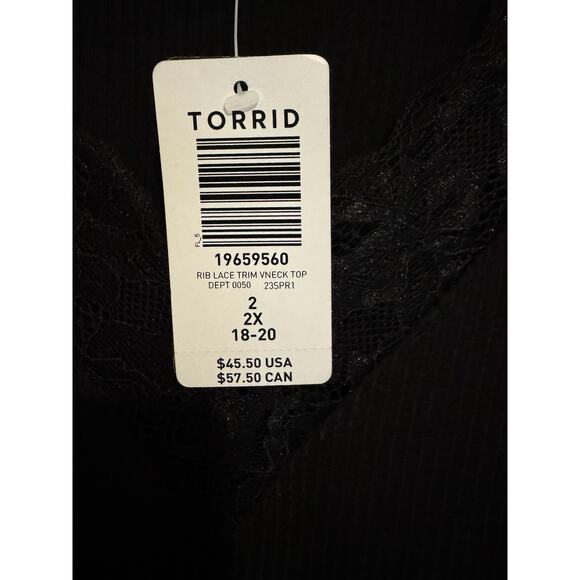 TORRID
FL_5
19659560
RIB LACE TRIM VNECK TOP
DEPT 0050 23SPR1
2
2X
18-20
$45.50 USA
$57.50 CAN